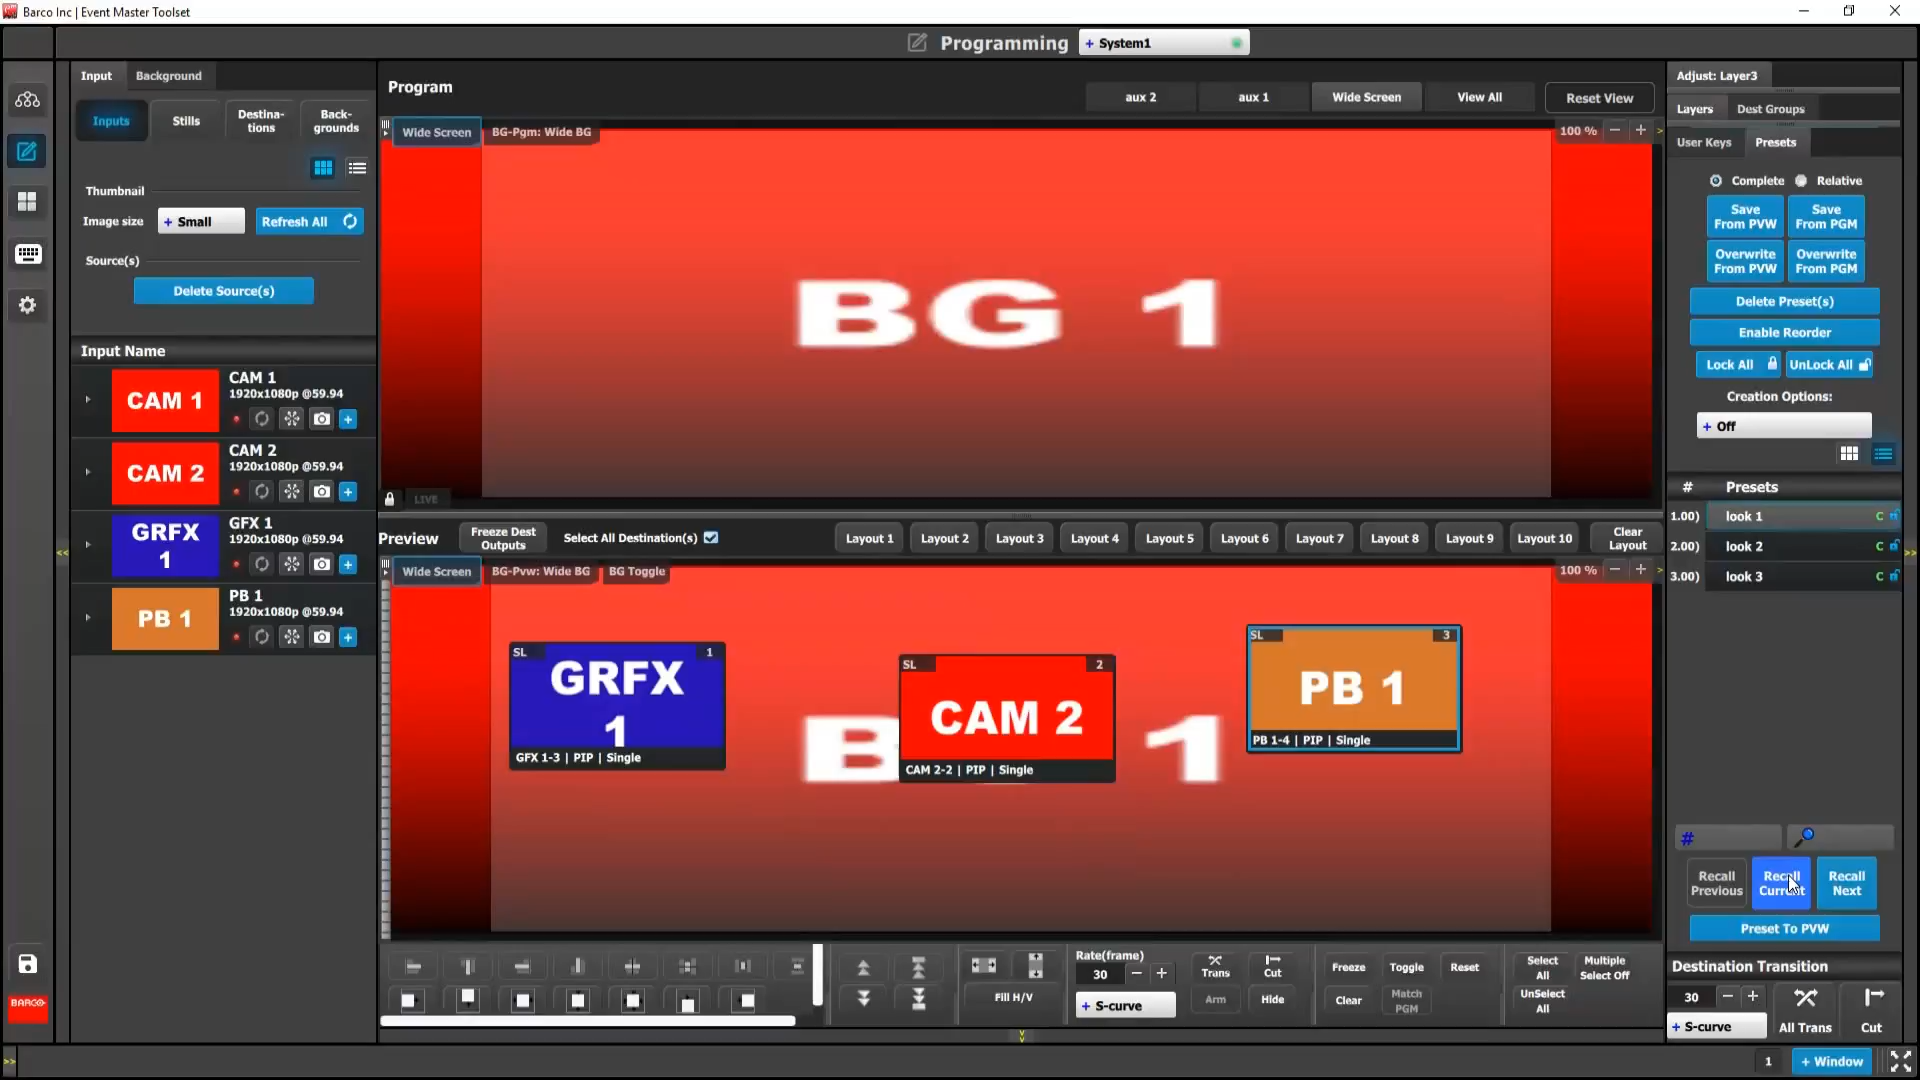 Barco Inc | Event Master Toolset
Programming
+ System1
Input
Background
Inputs
Stills
Destina-
tions
Back-
grounds
Thumbnail
Image size
+ Small
Refresh All
Source(s)
Delete Source(s)
Input Name
CAM 1
CAM 1
1920x1080p @59.94
CAM 2
CAM 2
1920x1080p @59.94
GRFX
1
GFX 1
1920x1080p @59.94
PB 1
PB 1
1920x1080p @59.94
BARCO
Program
aux 2
aux 1
Wide Screen
View All
Reset View
Wide Screen
BG-Pgm: Wide BG
100 %
BG 1
LIVE
Preview
Freeze Dest
Outputs
Select All Destination(s)
Layout 1
Layout 2
Layout 3
Layout 4
Layout 5
Layout 6
Layout 7
Layout 8
Layout 9
Layout 10
Clear
Layout
Wide Screen
BG-Pvw: Wide BG
BG Toggle
100 %
SL
1
GRFX
1
GFX 1-3 | PIP | Single
B
1
SL
2
CAM 2
CAM 2-2 | PIP | Single
SL
3
PB 1
PB 1-4 | PIP | Single
Fill H/V
Rate(frame)
30
+ S-curve
Trans
Cut
Arm
Hide
Freeze
Toggle
Reset
Clear
Match
PGM
Select
All
Multiple
Select Off
UnSelect
All
Adjust: Layer3
Layers
Dest Groups
User Keys
Presets
Complete
Relative
Save
From PVW
Save
From PGM
Overwrite
From PVW
Overwrite
From PGM
Delete Preset(s)
Enable Reorder
Lock All
UnLock All
Creation Options:
+ Off
#
Presets
1.00)
look 1
C
2.00)
look 2
C
3.00)
look 3
C
#
Recall
Previous
Recall
Current
Recall
Next
Preset To PVW
Destination Transition
30
+ S-curve
All Trans
Cut
1
+ Window